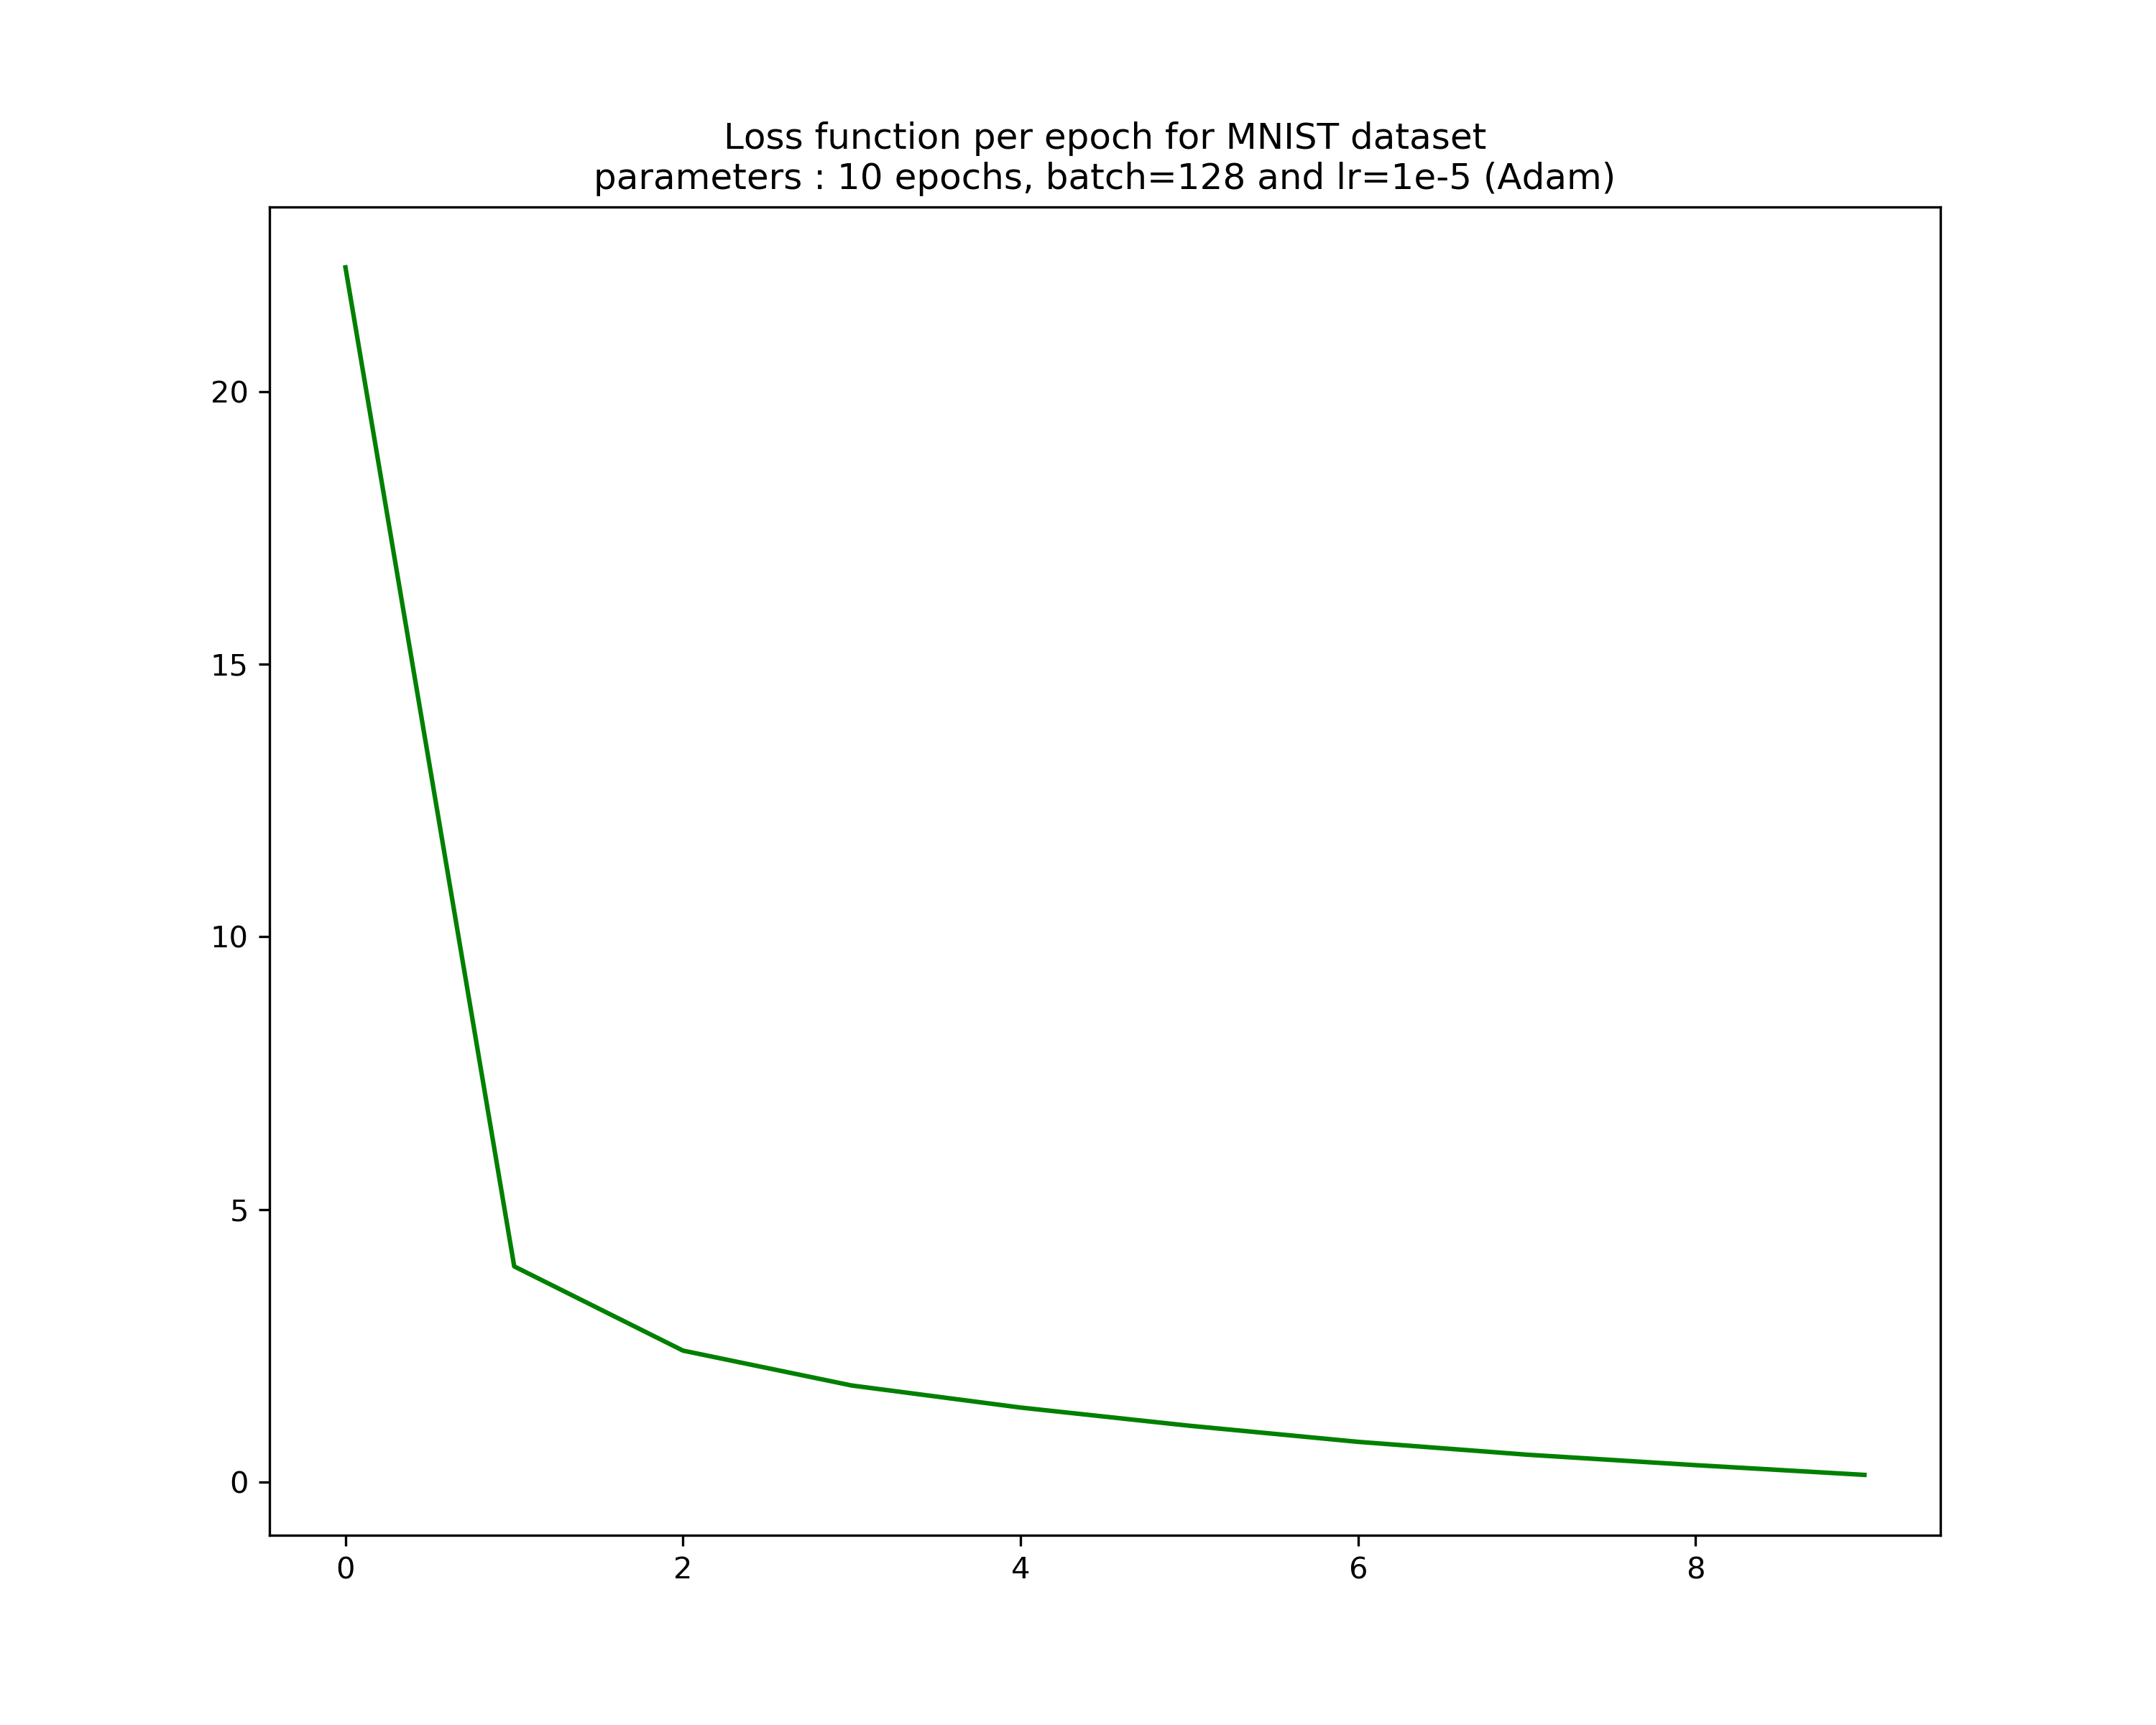 Loss function per epoch for MNIST dataset
parameters : 10 epochs, batch=128 and lr=1e-5 (Adam)
20
15
10
5
0
0 2 4 6 8